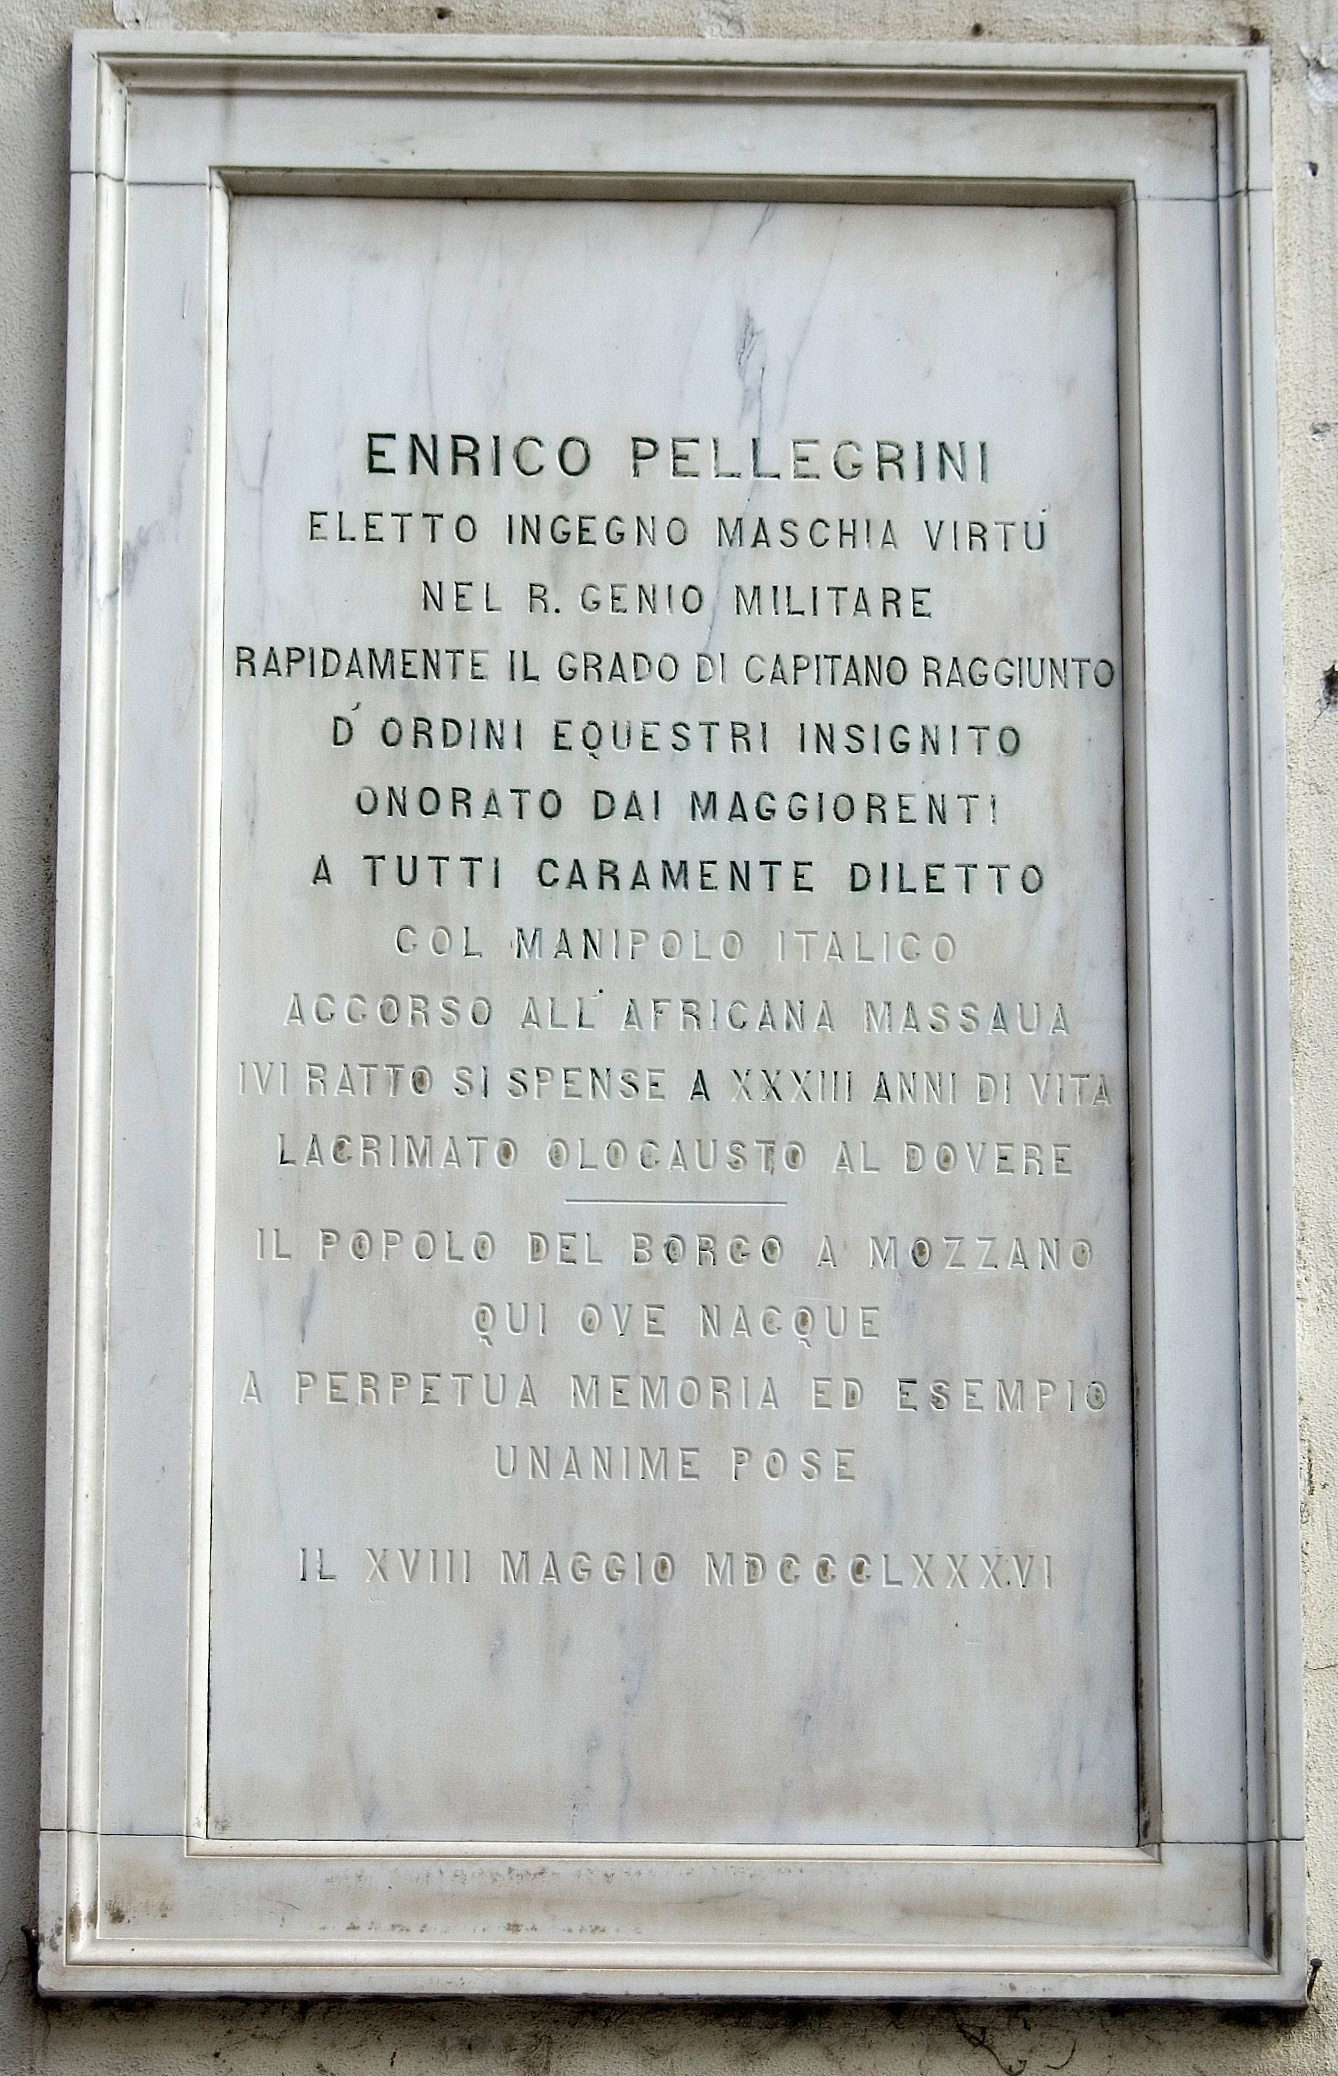 ENRICO PELLEGRINI
ELETTO INGEGNO MASCHIA VIRTÚ
NEL R. GENIO MILITARE
RAPIDAMENTE IL GRADO DI CAPITANO RAGGIUNTO
D'ORDINI EQUESTRI INSIGNITO
ONORATO DAI MAGGIORENTI
A TUTTI CARAMENTE DILETTO
COL MANIPOLO ITALICO
ACCORSO ALL'AFRICANA MASSAUA
IVI RATTO SI SPENSE A XXXIII ANNI DI VITA
LACRIMATO OLOCAUSTO AL DOVERE
IL POPOLO DEL BORGO A MOZZANO
QUI OVE NACQUE
A PERPETUA MEMORIA ED ESEMPIO
UNANIME POSE
IL XVIII MAGGIO MDCCCLXXXVI